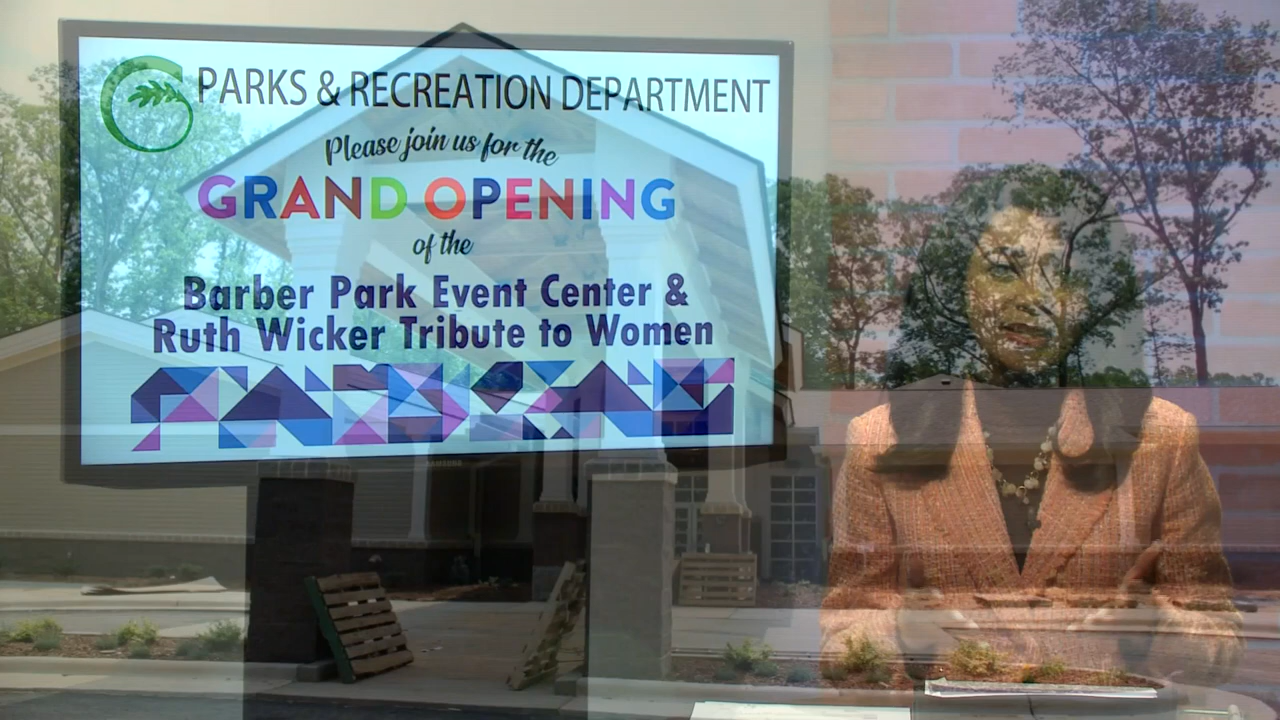 PARKS & RECREATION DEPARTMENT
Please join us for the
GRAND OPENING
of the
Barber Park Event Center &
Ruth Wicker Tribute to Women
SAMSUNG